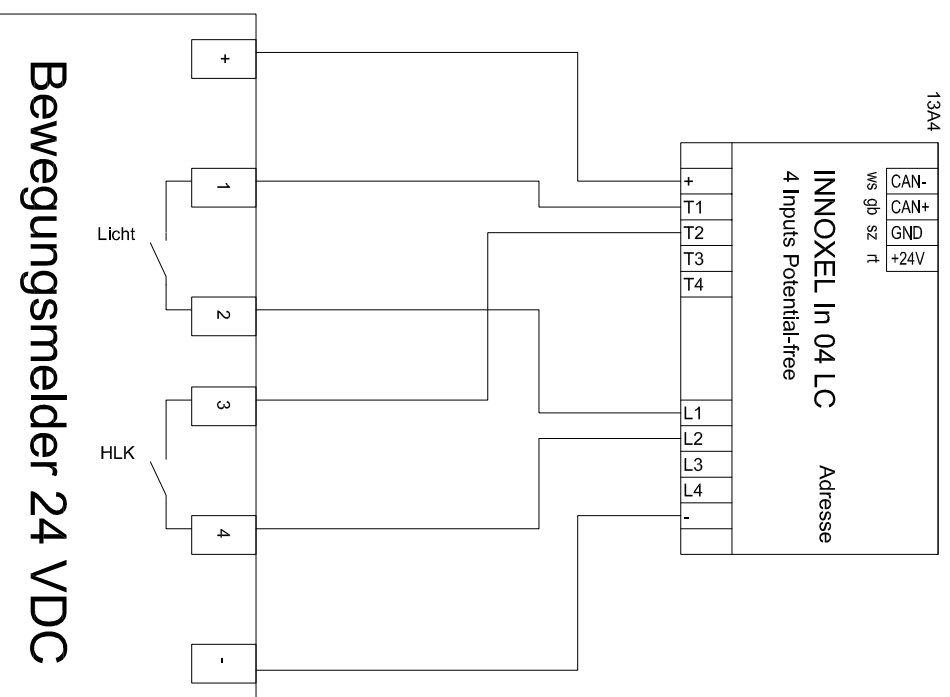 Bewegungsmelder 24 VDC
+
1
Licht
2
3
HLK
4
-
13A4
INNOXEL In 04 LC
4 Inputs Potential-free
Adresse
ws CAN-
gb CAN+
sz GND
rt +24V
+
T1
T2
T3
T4
L1
L2
L3
L4
-